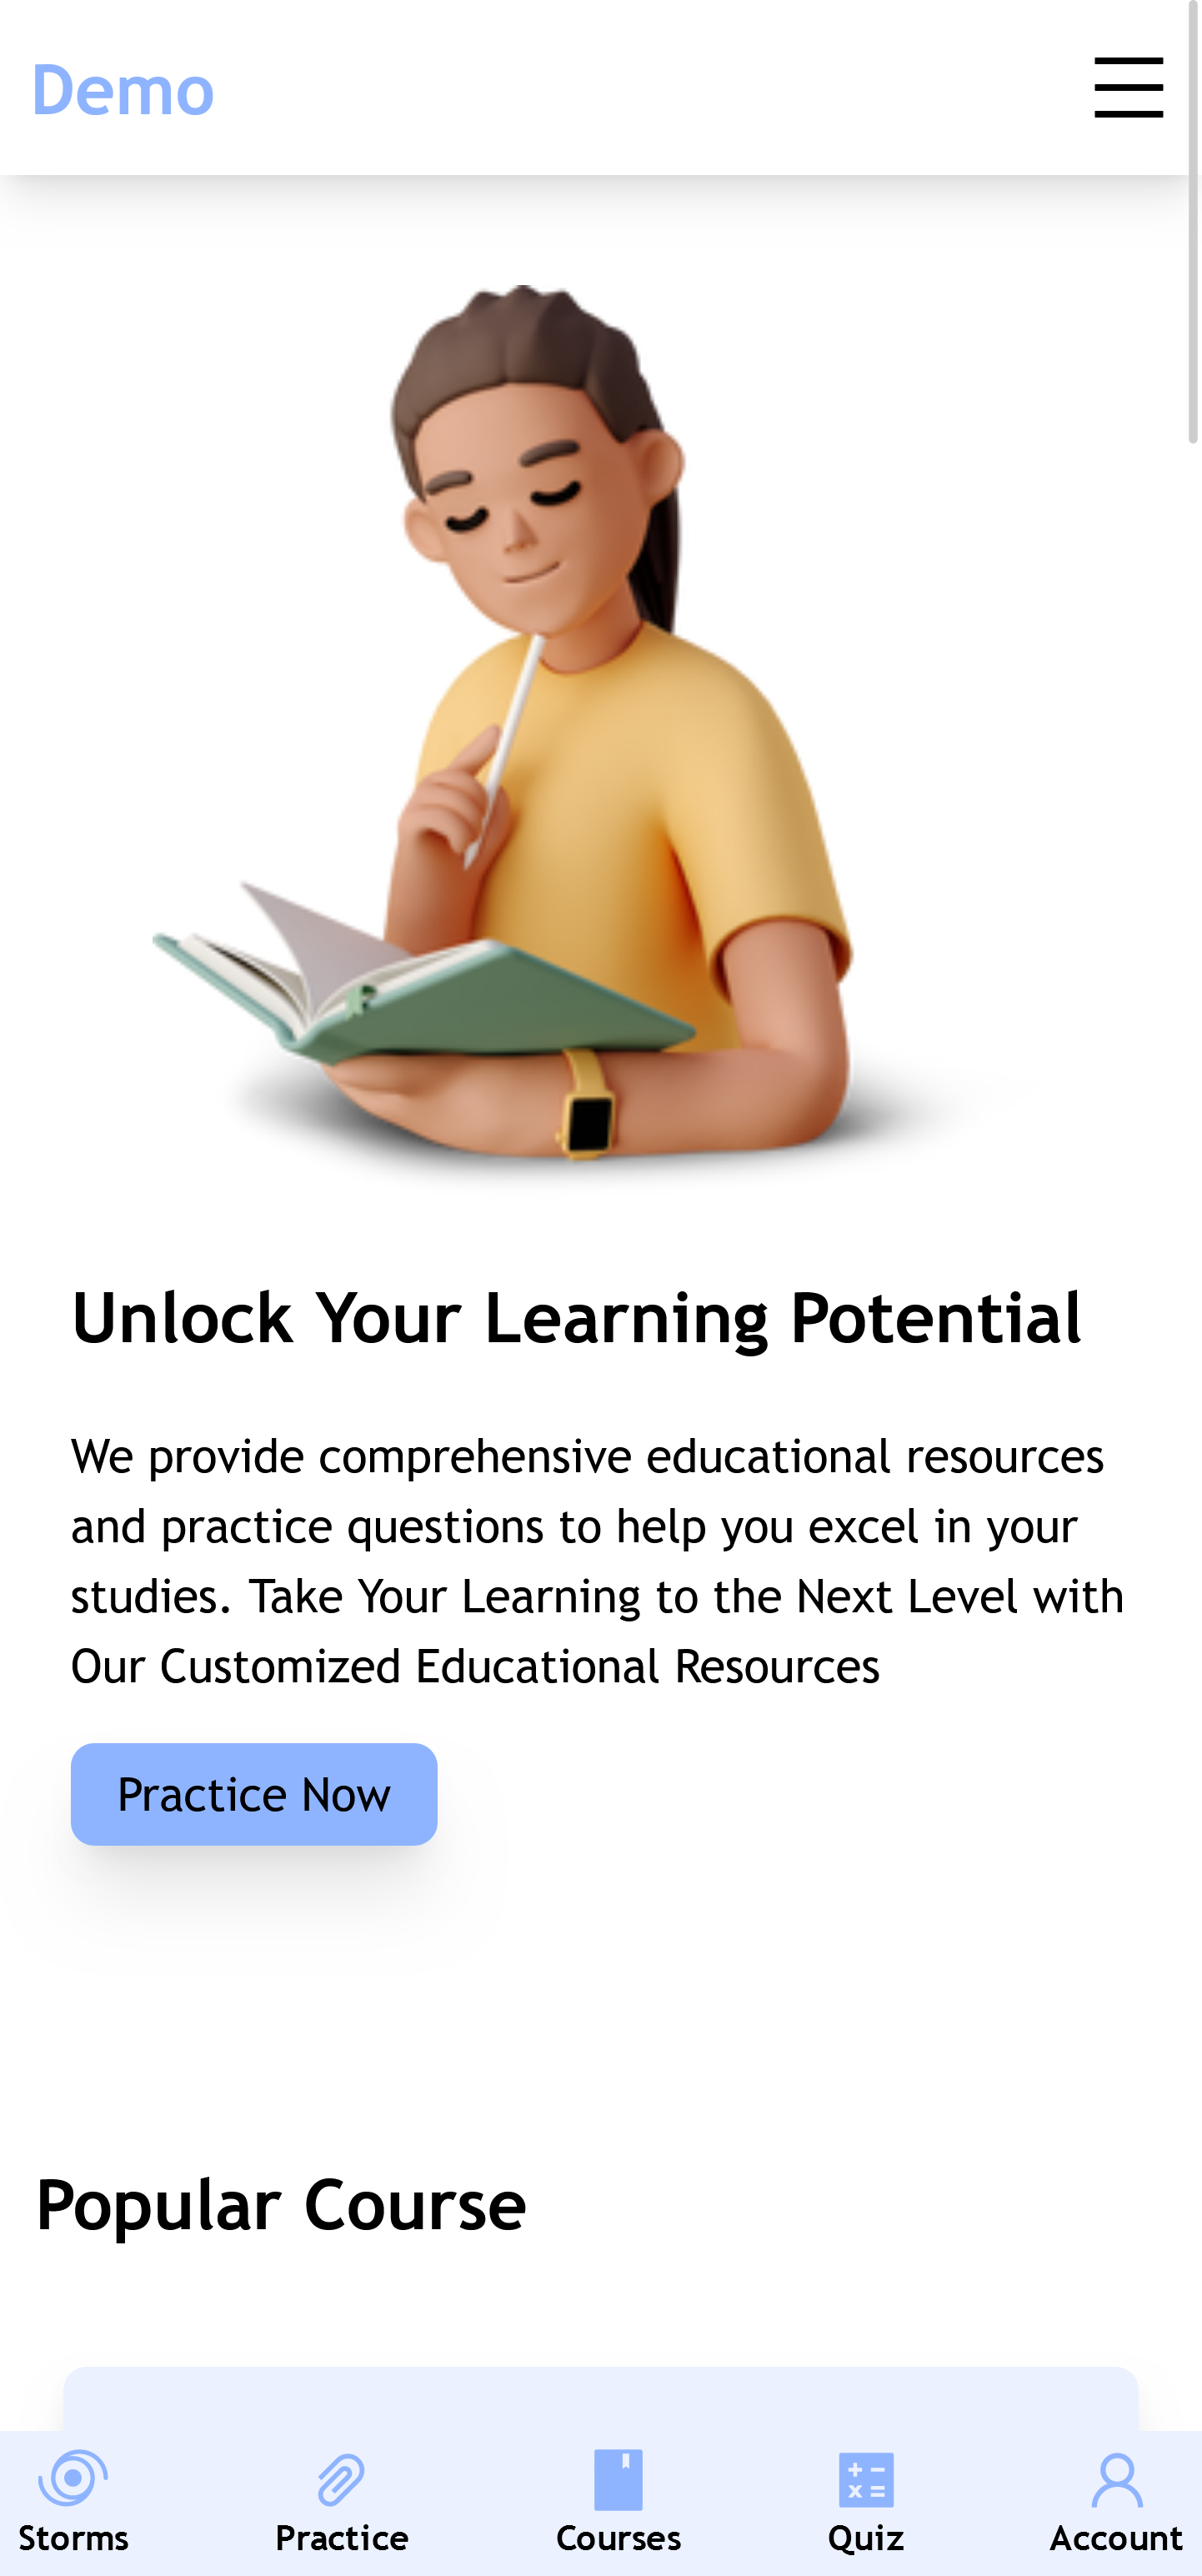 Demo
Unlock Your Learning Potential
We provide comprehensive educational resources
and practice questions to help you excel in your
studies. Take Your Learning to the Next Level with
Our Customized Educational Resources
Practice Now
Popular Course
Storms Practice Courses Quiz Account